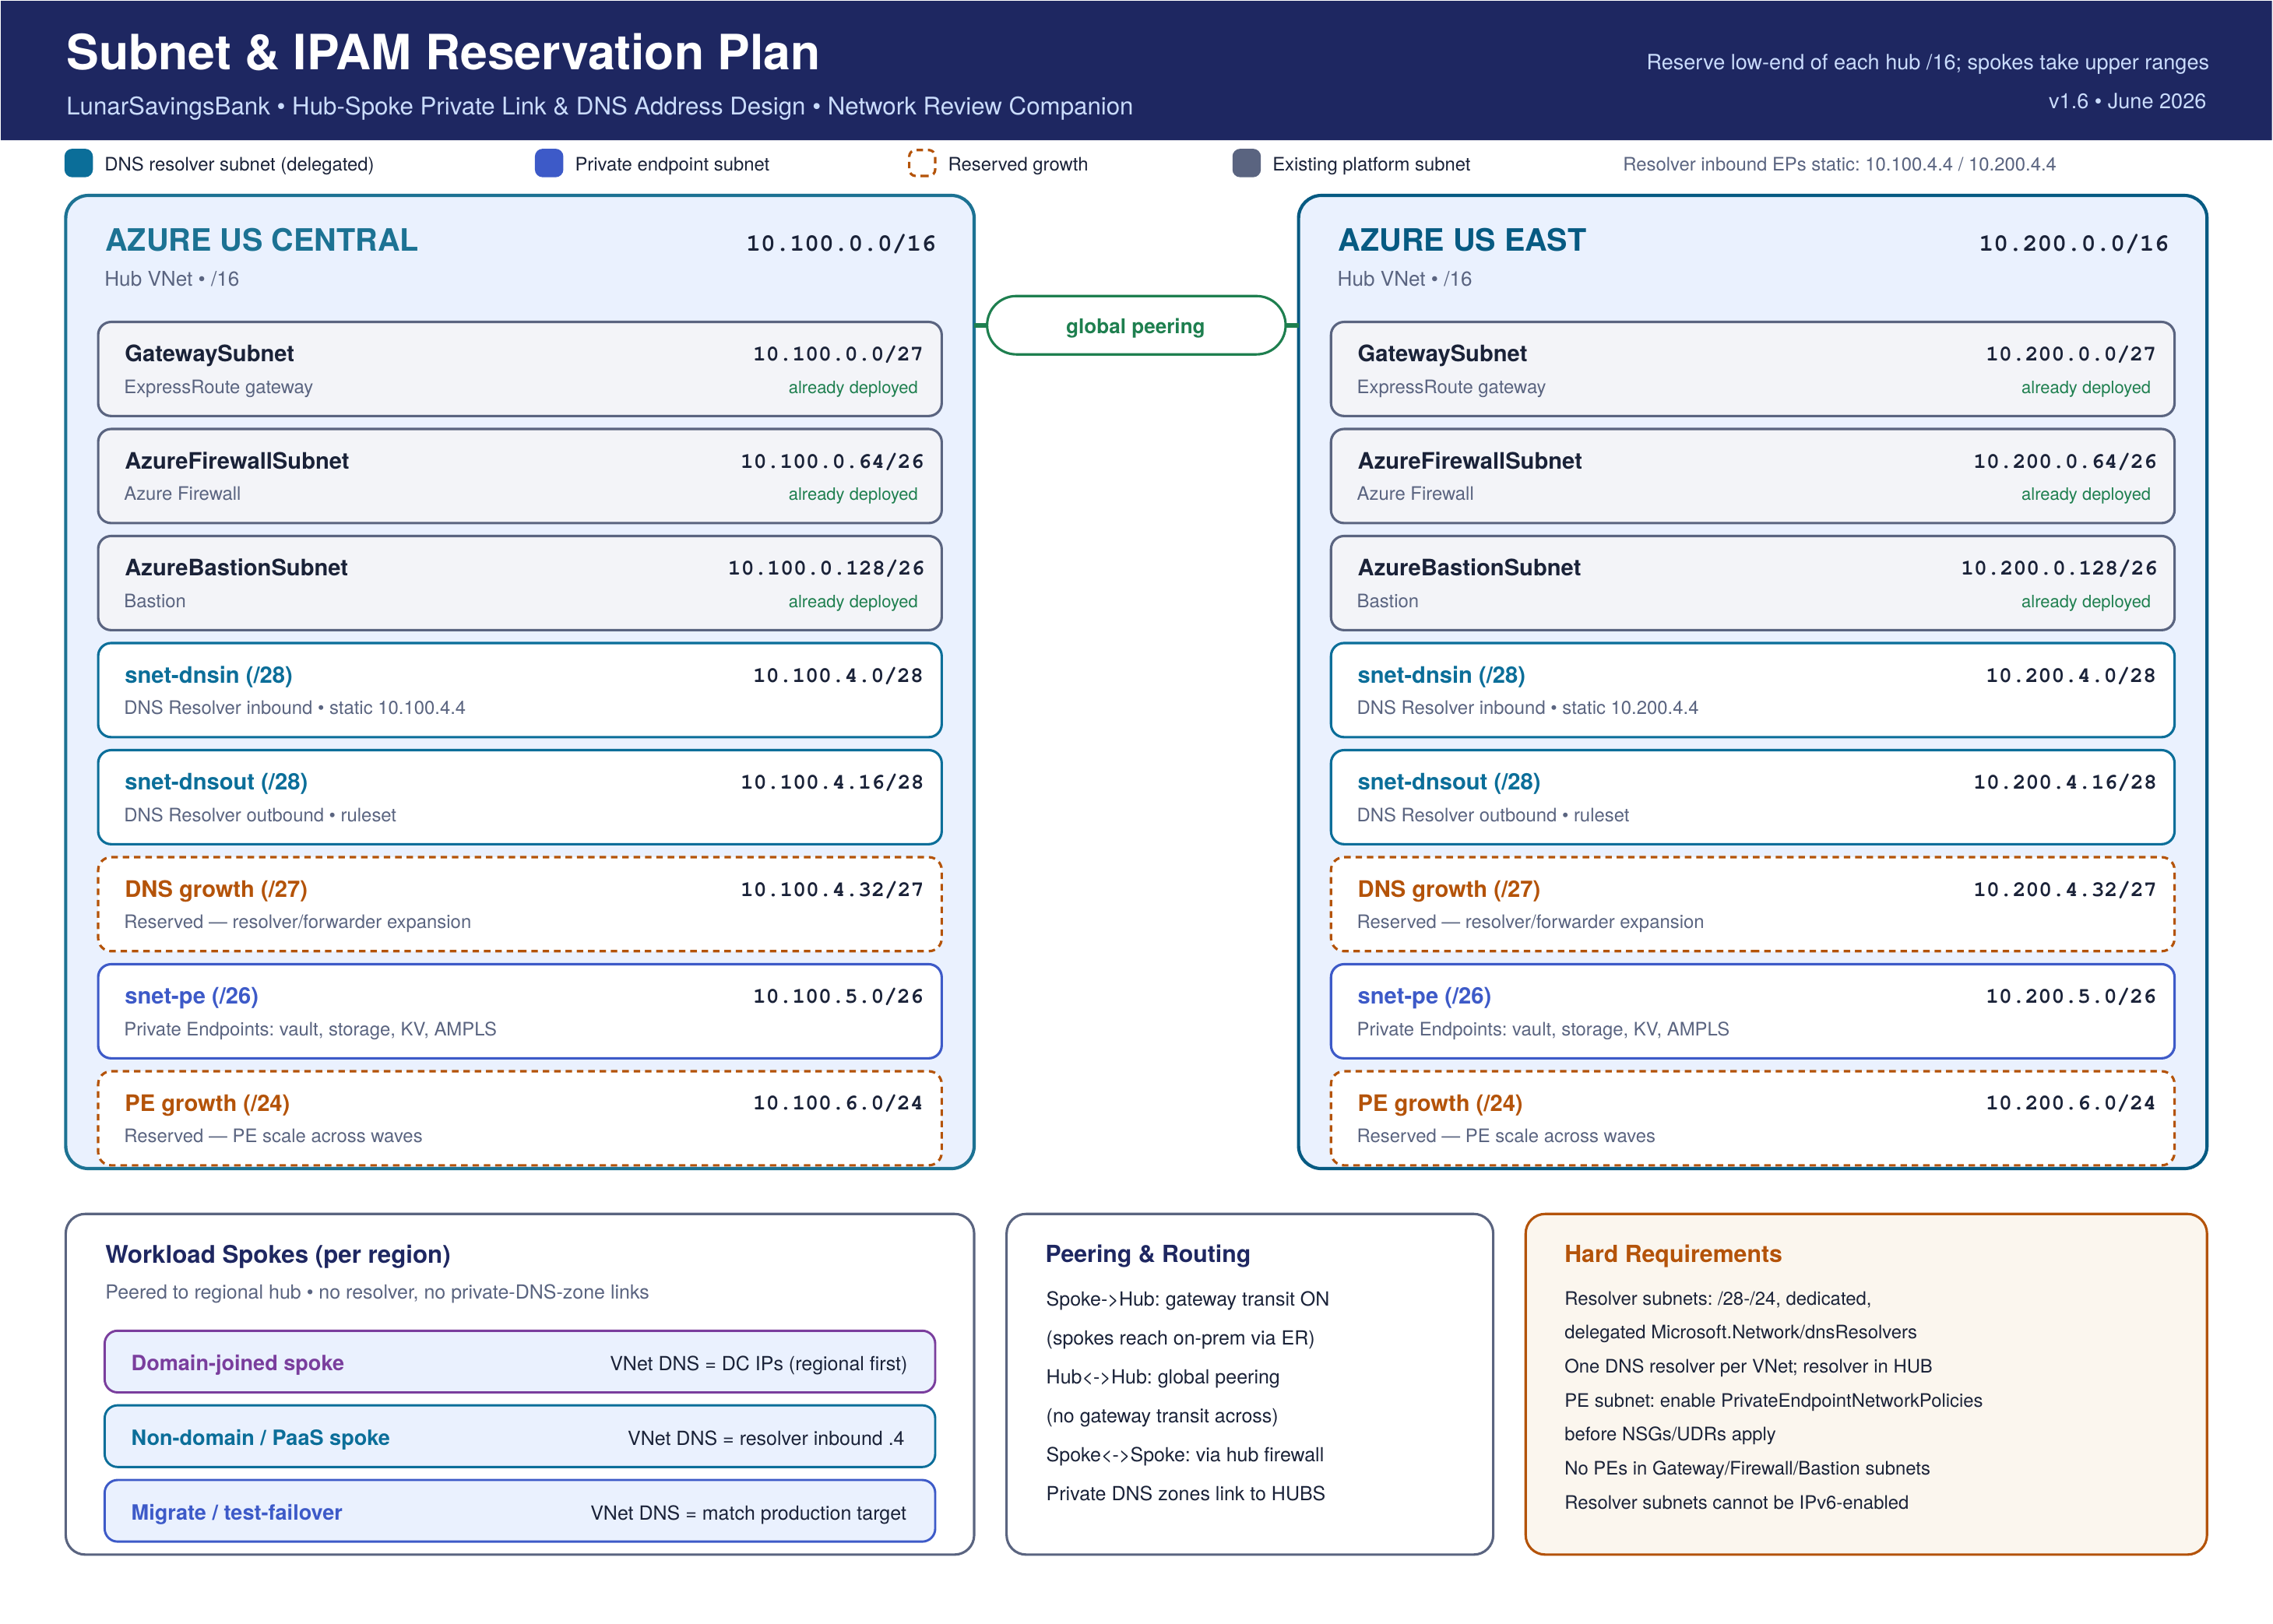 Subnet & IPAM Reservation Plan
LunarSavingsBank • Hub-Spoke Private Link & DNS Address Design • Network Review Companion
Reserve low-end of each hub /16; spokes take upper ranges
v1.6 • June 2026
DNS resolver subnet (delegated)
Private endpoint subnet
Reserved growth
Existing platform subnet
Resolver inbound EPs static: 10.100.4.4 / 10.200.4.4
AZURE US CENTRAL 10.100.0.0/16
Hub VNet • /16
GatewaySubnet 10.100.0.0/27
ExpressRoute gateway already deployed
AzureFirewallSubnet 10.100.0.64/26
Azure Firewall already deployed
AzureBastionSubnet 10.100.0.128/26
Bastion already deployed
snet-dnsin (/28) 10.100.4.0/28
DNS Resolver inbound • static 10.100.4.4
snet-dnsout (/28) 10.100.4.16/28
DNS Resolver outbound • ruleset
DNS growth (/27) 10.100.4.32/27
Reserved — resolver/forwarder expansion
snet-pe (/26) 10.100.5.0/26
Private Endpoints: vault, storage, KV, AMPLS
PE growth (/24) 10.100.6.0/24
Reserved — PE scale across waves
global peering
AZURE US EAST 10.200.0.0/16
Hub VNet • /16
GatewaySubnet 10.200.0.0/27
ExpressRoute gateway already deployed
AzureFirewallSubnet 10.200.0.64/26
Azure Firewall already deployed
AzureBastionSubnet 10.200.0.128/26
Bastion already deployed
snet-dnsin (/28) 10.200.4.0/28
DNS Resolver inbound • static 10.200.4.4
snet-dnsout (/28) 10.200.4.16/28
DNS Resolver outbound • ruleset
DNS growth (/27) 10.200.4.32/27
Reserved — resolver/forwarder expansion
snet-pe (/26) 10.200.5.0/26
Private Endpoints: vault, storage, KV, AMPLS
PE growth (/24) 10.200.6.0/24
Reserved — PE scale across waves
Workload Spokes (per region)
Peered to regional hub • no resolver, no private-DNS-zone links
Domain-joined spoke VNet DNS = DC IPs (regional first)
Non-domain / PaaS spoke VNet DNS = resolver inbound .4
Migrate / test-failover VNet DNS = match production target
Peering & Routing
Spoke->Hub: gateway transit ON
(spokes reach on-prem via ER)
Hub<->Hub: global peering
(no gateway transit across)
Spoke<->Spoke: via hub firewall
Private DNS zones link to HUBS
Hard Requirements
Resolver subnets: /28-/24, dedicated,
delegated Microsoft.Network/dnsResolvers
One DNS resolver per VNet; resolver in HUB
PE subnet: enable PrivateEndpointNetworkPolicies
before NSGs/UDRs apply
No PEs in Gateway/Firewall/Bastion subnets
Resolver subnets cannot be IPv6-enabled